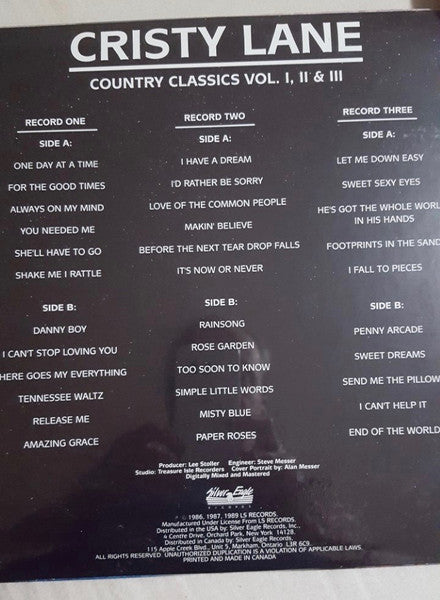 CRISTY LANE
COUNTRY CLASSICS VOL. I, II & III
RECORD ONE
SIDE A:
ONE DAY AT A TIME
FOR THE GOOD TIMES
ALWAYS ON MY MIND
YOU NEEDED ME
SHE'LL HAVE TO GO
SHAKE ME I RATTLE
SIDE B:
DANNY BOY
I CAN'T STOP LOVING YOU
HERE GOES MY EVERYTHING
TENNESSEE WALTZ
RELEASE ME
AMAZING GRACE
RECORD TWO
SIDE A:
I HAVE A DREAM
I'D RATHER BE SORRY
LOVE OF THE COMMON PEOPLE
MAKIN' BELIEVE
BEFORE THE NEXT TEAR DROP FALLS
IT'S NOW OR NEVER
SIDE B:
RAINSONG
ROSE GARDEN
TOO SOON TO KNOW
SIMPLE LITTLE WORDS
MISTY BLUE
PAPER ROSES
RECORD THREE
SIDE A:
LET ME DOWN EASY
SWEET SEXY EYES
HE'S GOT THE WHOLE WORL
IN HIS HANDS
FOOTPRINTS IN THE SAND
I FALL TO PIECES
SIDE B:
PENNY ARCADE
SWEET DREAMS
SEND ME THE PILLOW
I CAN'T HELP IT
END OF THE WORLD
Producer: Lee Stoller Engineer: Steve Messer
Studio: Treasure Isle Recorders Cover Portrait by: Alan Messer
Digitally Mixed and Mastered
Silver Eagle
RECORDS
℗ © 1986, 1987, 1989 LS RECORDS.
Manufactured Under License From LS RECORDS.
Distributed in the USA by: Silver Eagle Records, Inc.,
4 Centre Drive, Orchard Park, New York 14128.
Distributed in Canada by: Silver Eagle Records,
115 Apple Creek Blvd., Unit 5, Markham, Ontario L3R 6C9.
ALL RIGHTS RESERVED. UNAUTHORIZED DUPLICATION IS A VIOLATION OF APPLICABLE LAWS.
PRINTED AND MADE IN CANADA